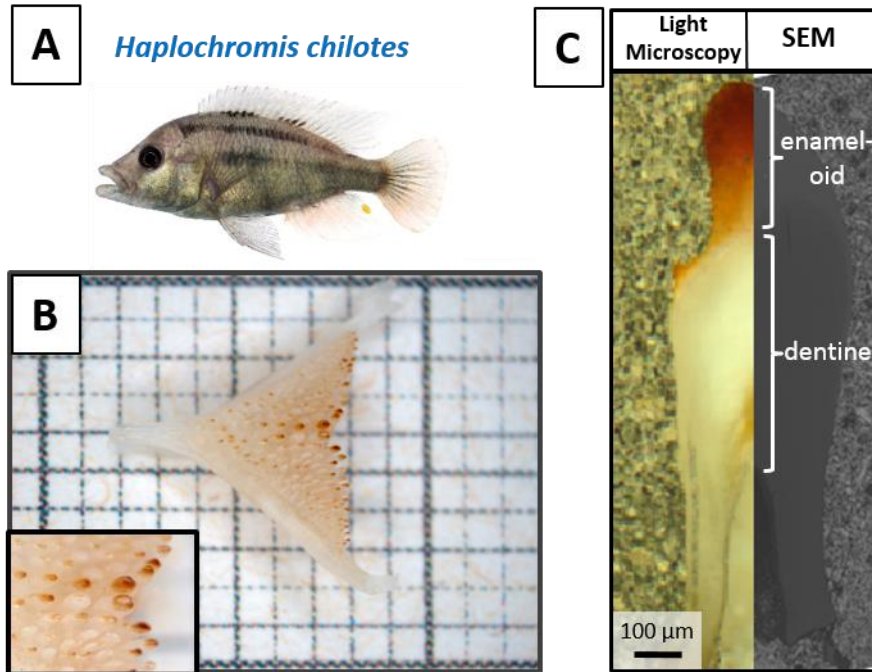 A
Haplochromis chilotes
B
C
Light
Microscopy
SEM
enamel-
oid
dentine
100 µm